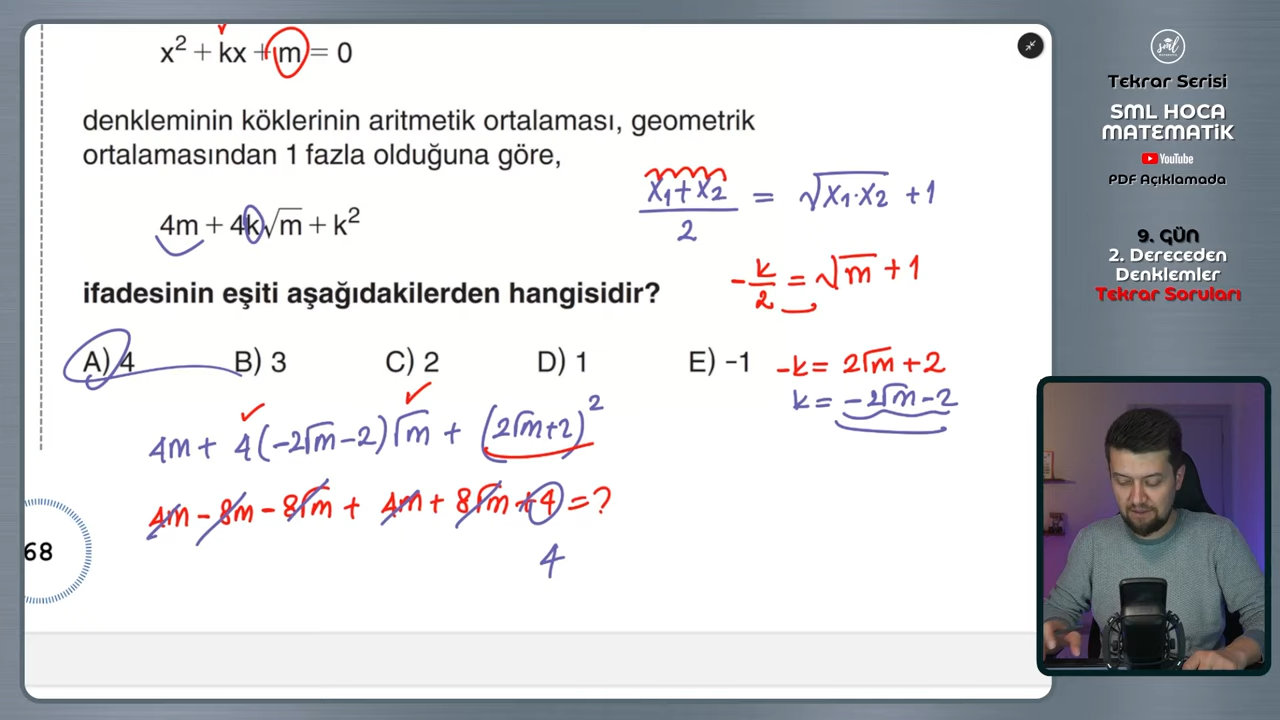 x² + kx + m = 0
denkleminin köklerinin aritmetik ortalaması, geometrik
ortalamasından 1 fazla olduğuna göre,
4m + 4k√m + k²
ifadesinin eşiti aşağıdakilerden hangisidir?
A) 4 B) 3 C) 2 D) 1 E) −1
(x₁+x₂)/2 = √(x₁·x₂) + 1
-k/2 = √m + 1
-k = 2√m + 2
k = -2√m - 2
4m + 4(-2√m-2)√m + (2√m+2)²
4m - 8m - 8√m + 4m + 8√m + 4 = ?
4
68
sml
Tekrar Serisi
SML HOCA
MATEMATİK
YouTube
PDF Açıklamada
9. GÜN
2. Dereceden
Denklemler
Tekrar Soruları